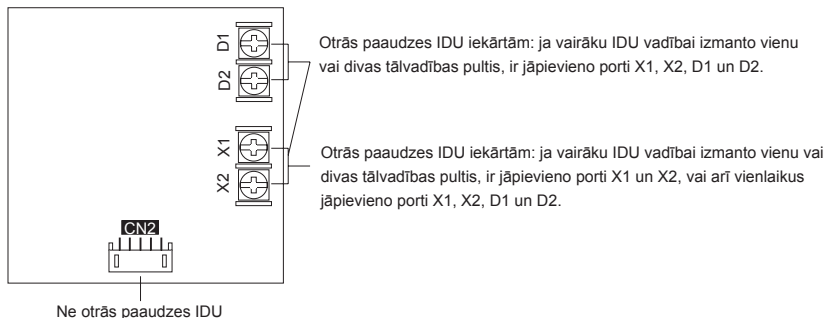 D1
D2
Otrās paaudzes IDU iekārtām: ja vairāku IDU vadībai izmanto vienu
vai divas tālvadības pultis, ir jāpievieno porti X1, X2, D1 un D2.
X1
X2
Otrās paaudzes IDU iekārtām: ja vairāku IDU vadībai izmanto vienu vai
divas tālvadības pultis, ir jāpievieno porti X1 un X2, vai arī vienlaikus
jāpievieno porti X1, X2, D1 un D2.
CN2
Ne otrās paaudzes IDU